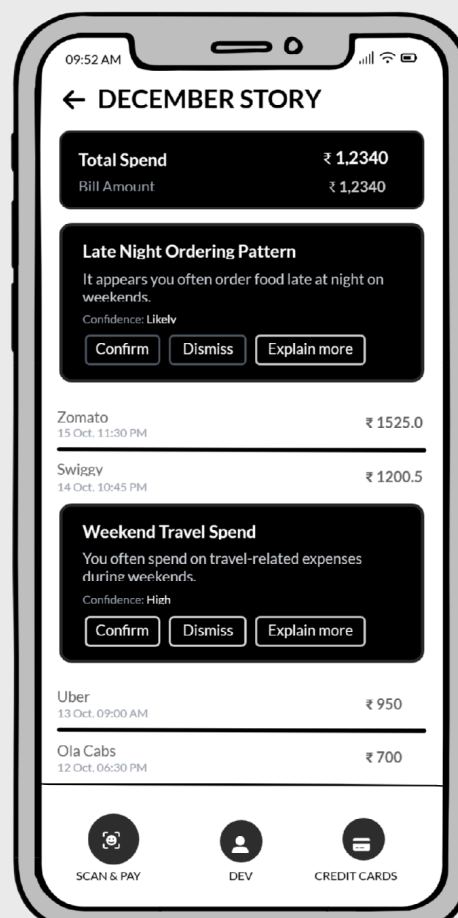 09:52 AM
← DECEMBER STORY
Total Spend ₹ 1,2340
Bill Amount ₹ 1,2340
Late Night Ordering Pattern
It appears you often order food late at night on
weekends.
Confidence: Likely
Confirm Dismiss Explain more
Zomato ₹ 1525.0
15 Oct, 11:30 PM
Swiggy ₹ 1200.5
14 Oct, 10:45 PM
Weekend Travel Spend
You often spend on travel-related expenses
during weekends.
Confidence: High
Confirm Dismiss Explain more
Uber ₹ 950
13 Oct, 09:00 AM
Ola Cabs ₹ 700
12 Oct, 06:30 PM
SCAN & PAY DEV CREDIT CARDS